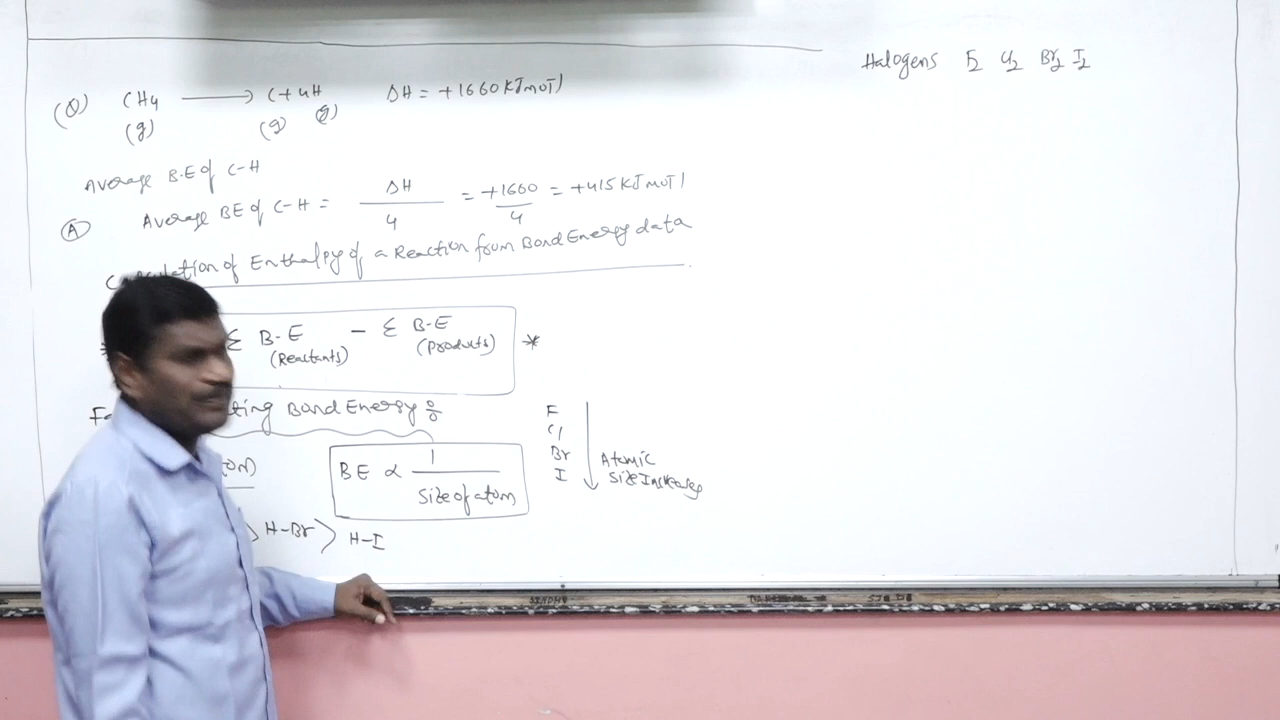 (Q) CH4 ⟶ C + 4H ΔH = +1660 KJ mol-1
(g) (g) (g)
Average B.E of C-H
(A) Average BE of C-H = ΔH / 4 = +1660 / 4 = +415 KJ mol-1
of Enthalpy of a Reaction from Bond Energy data
Σ B-E (Reactants) - Σ B-E (Products) *
Bond Energy :
BE ∝ 1 / Size of atom
> H-Br > H-I
F
Cl
Br
I
Atomic
Size Increases
Halogens F2 Cl2 Br2 I2